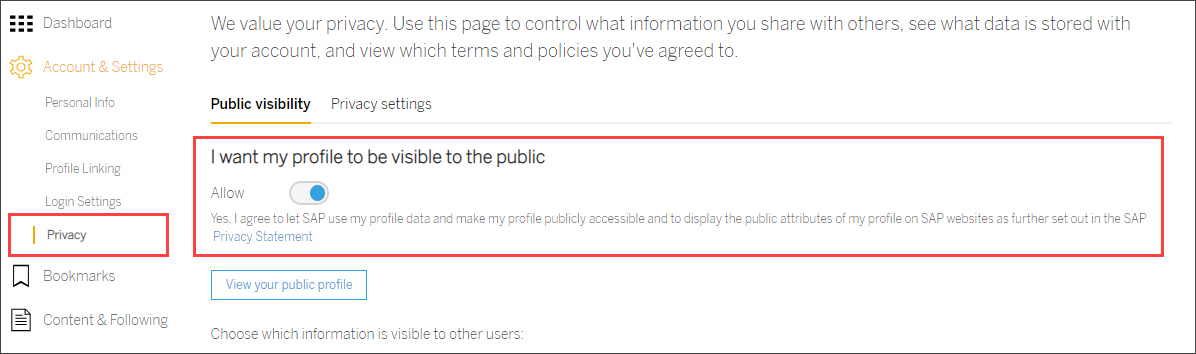 Dashboard
Account & Settings
Personal Info
Communications
Profile Linking
Login Settings
Privacy
Bookmarks
Content & Following
We value your privacy. Use this page to control what information you share with others, see what data is stored with
your account, and view which terms and policies you've agreed to.
Public visibility
Privacy settings
I want my profile to be visible to the public
Allow
Yes, I agree to let SAP use my profile data and make my profile publicly accessible and to display the public attributes of my profile on SAP websites as further set out in the SAP
Privacy Statement
View your public profile
Choose which information is visible to other users: